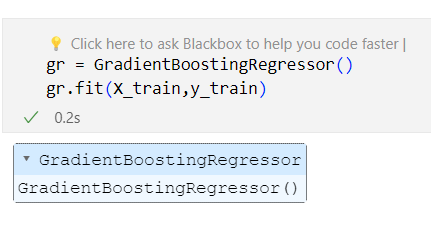 💡 Click here to ask Blackbox to help you code faster |
gr = GradientBoostingRegressor()
gr.fit(X_train,y_train)
✓ 0.2s
▾ GradientBoostingRegressor
GradientBoostingRegressor()